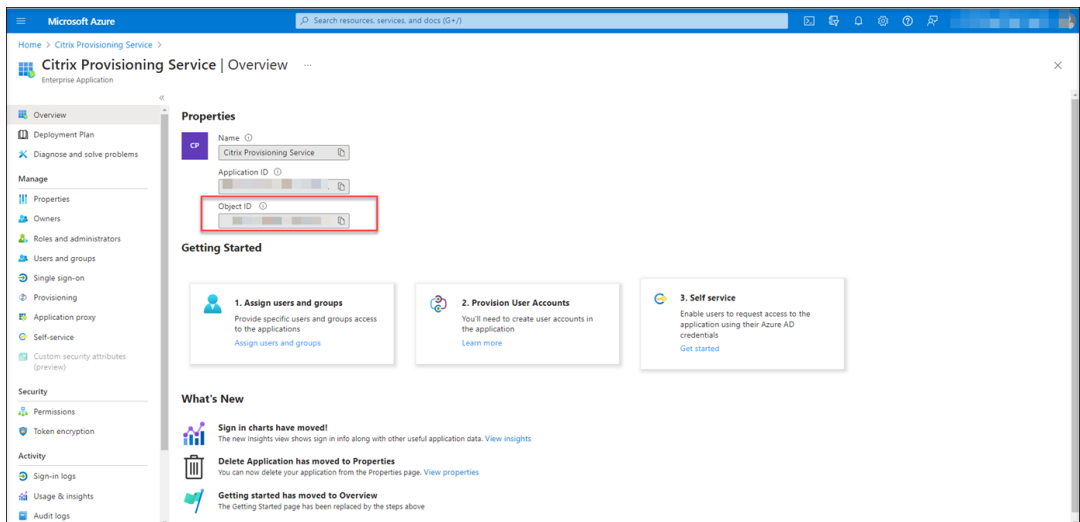 Microsoft Azure
Search resources, services, and docs (G+/)
Home > Citrix Provisioning Service >
Citrix Provisioning Service | Overview ...
Enterprise Application
«
Overview
Deployment Plan
Diagnose and solve problems
Manage
Properties
Owners
Roles and administrators
Users and groups
Single sign-on
Provisioning
Application proxy
Self-service
Custom security attributes
(preview)
Security
Permissions
Token encryption
Activity
Sign-in logs
Usage & insights
Audit logs
Properties
CP
Name
Citrix Provisioning Service
Application ID
Object ID
Getting Started
1. Assign users and groups
Provide specific users and groups access
to the applications
Assign users and groups
2. Provision User Accounts
You'll need to create user accounts in
the application
Learn more
3. Self service
Enable users to request access to the
application using their Azure AD
credentials
Get started
What's New
Sign in charts have moved!
The new Insights view shows sign in info along with other useful application data. View insights
Delete Application has moved to Properties
You can now delete your application from the Properties page. View properties
Getting started has moved to Overview
The Getting Started page has been replaced by the steps above